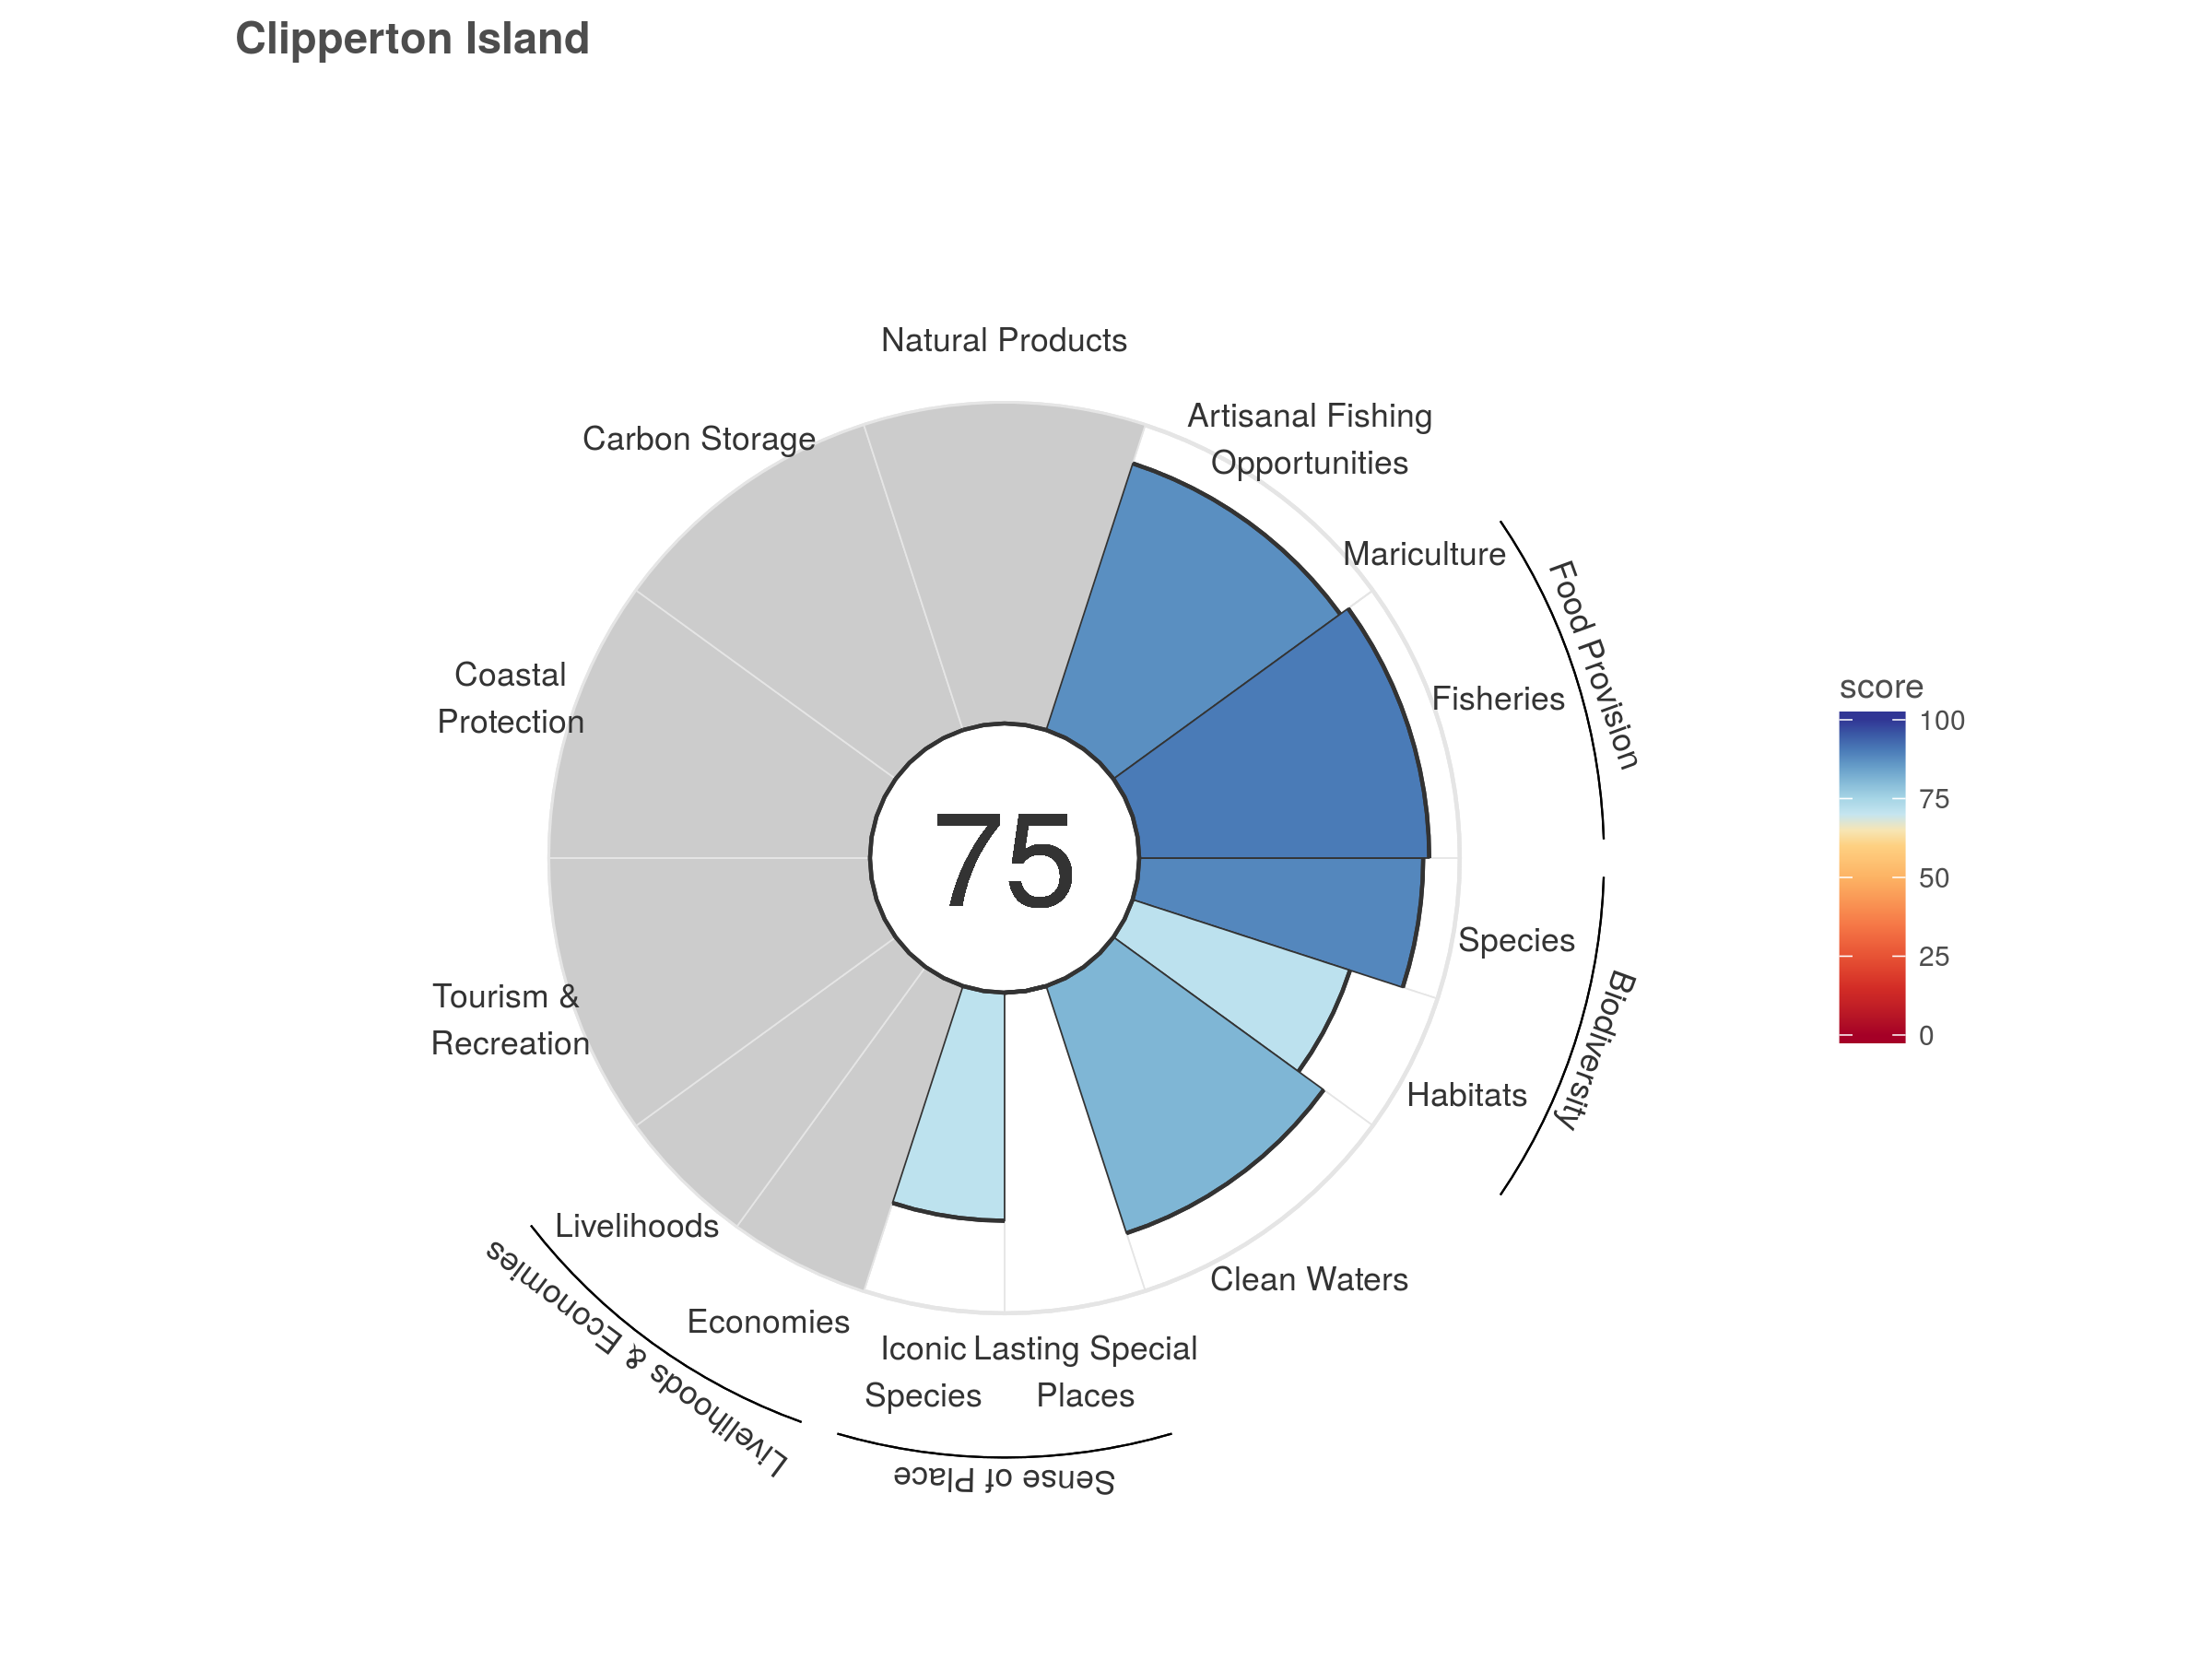 Clipperton Island
Natural Products
Artisanal Fishing
Opportunities
Carbon Storage
Mariculture
Food Provision
Fisheries
Coastal
Protection
score
100
75
50
25
0
75
Species
Biodiversity
Habitats
Tourism &
Recreation
Livelihoods
Clean Waters
Economies
Livelihoods & Economies
Iconic
Species
Lasting Special
Places
Sense of Place